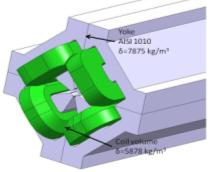 Yoke
AISI 1010
δ=7875 kg/m³
Coil volume
δ=5878 kg/m³